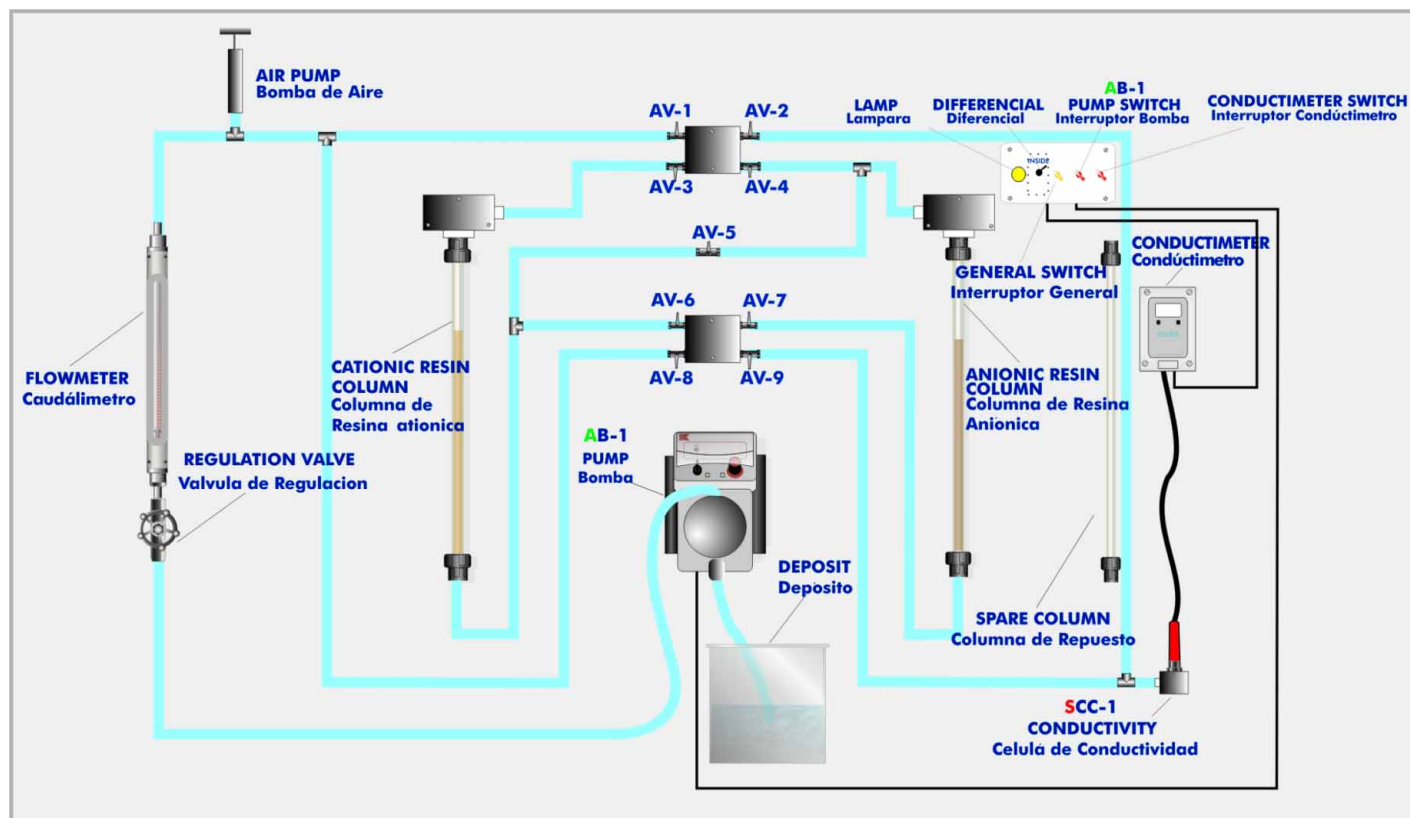 AIR PUMP
Bomba de Aire
AV-1
AV-2
AV-3
AV-4
AV-5
AV-6
AV-7
AV-8
AV-9
LAMP
Lampara
DIFFERENCIAL
Diferencial
AB-1
PUMP SWITCH
Interruptor Bomba
CONDUCTIMETER SWITCH
Interruptor Condúctimetro
INSIDE
GENERAL SWITCH
Interruptor General
CONDUCTIMETER
Condúctimetro
FLOWMETER
Caudálimetro
REGULATION VALVE
Valvula de Regulacion
CATIONIC RESIN
COLUMN
Columna de
Resina ationica
AB-1
PUMP
Bomba
ANIONIC RESIN
COLUMN
Columna de Resina
Aniónica
DEPOSIT
Depósito
SPARE COLUMN
Columna de Repuesto
SCC-1
CONDUCTIVITY
Celulá de Conductividad